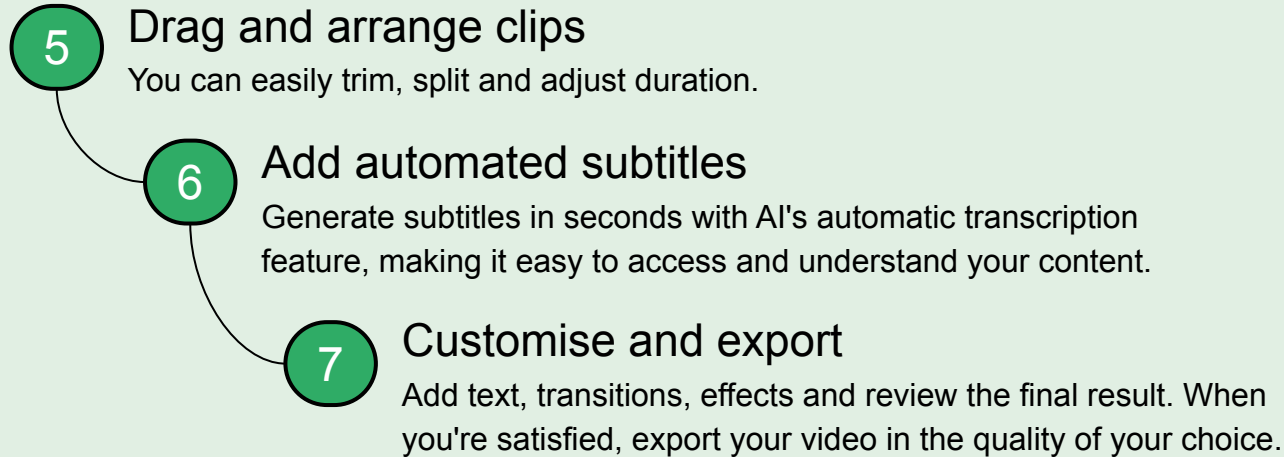 5
Drag and arrange clips
You can easily trim, split and adjust duration.
6
Add automated subtitles
Generate subtitles in seconds with AI's automatic transcription
feature, making it easy to access and understand your content.
7
Customise and export
Add text, transitions, effects and review the final result. When
you're satisfied, export your video in the quality of your choice.